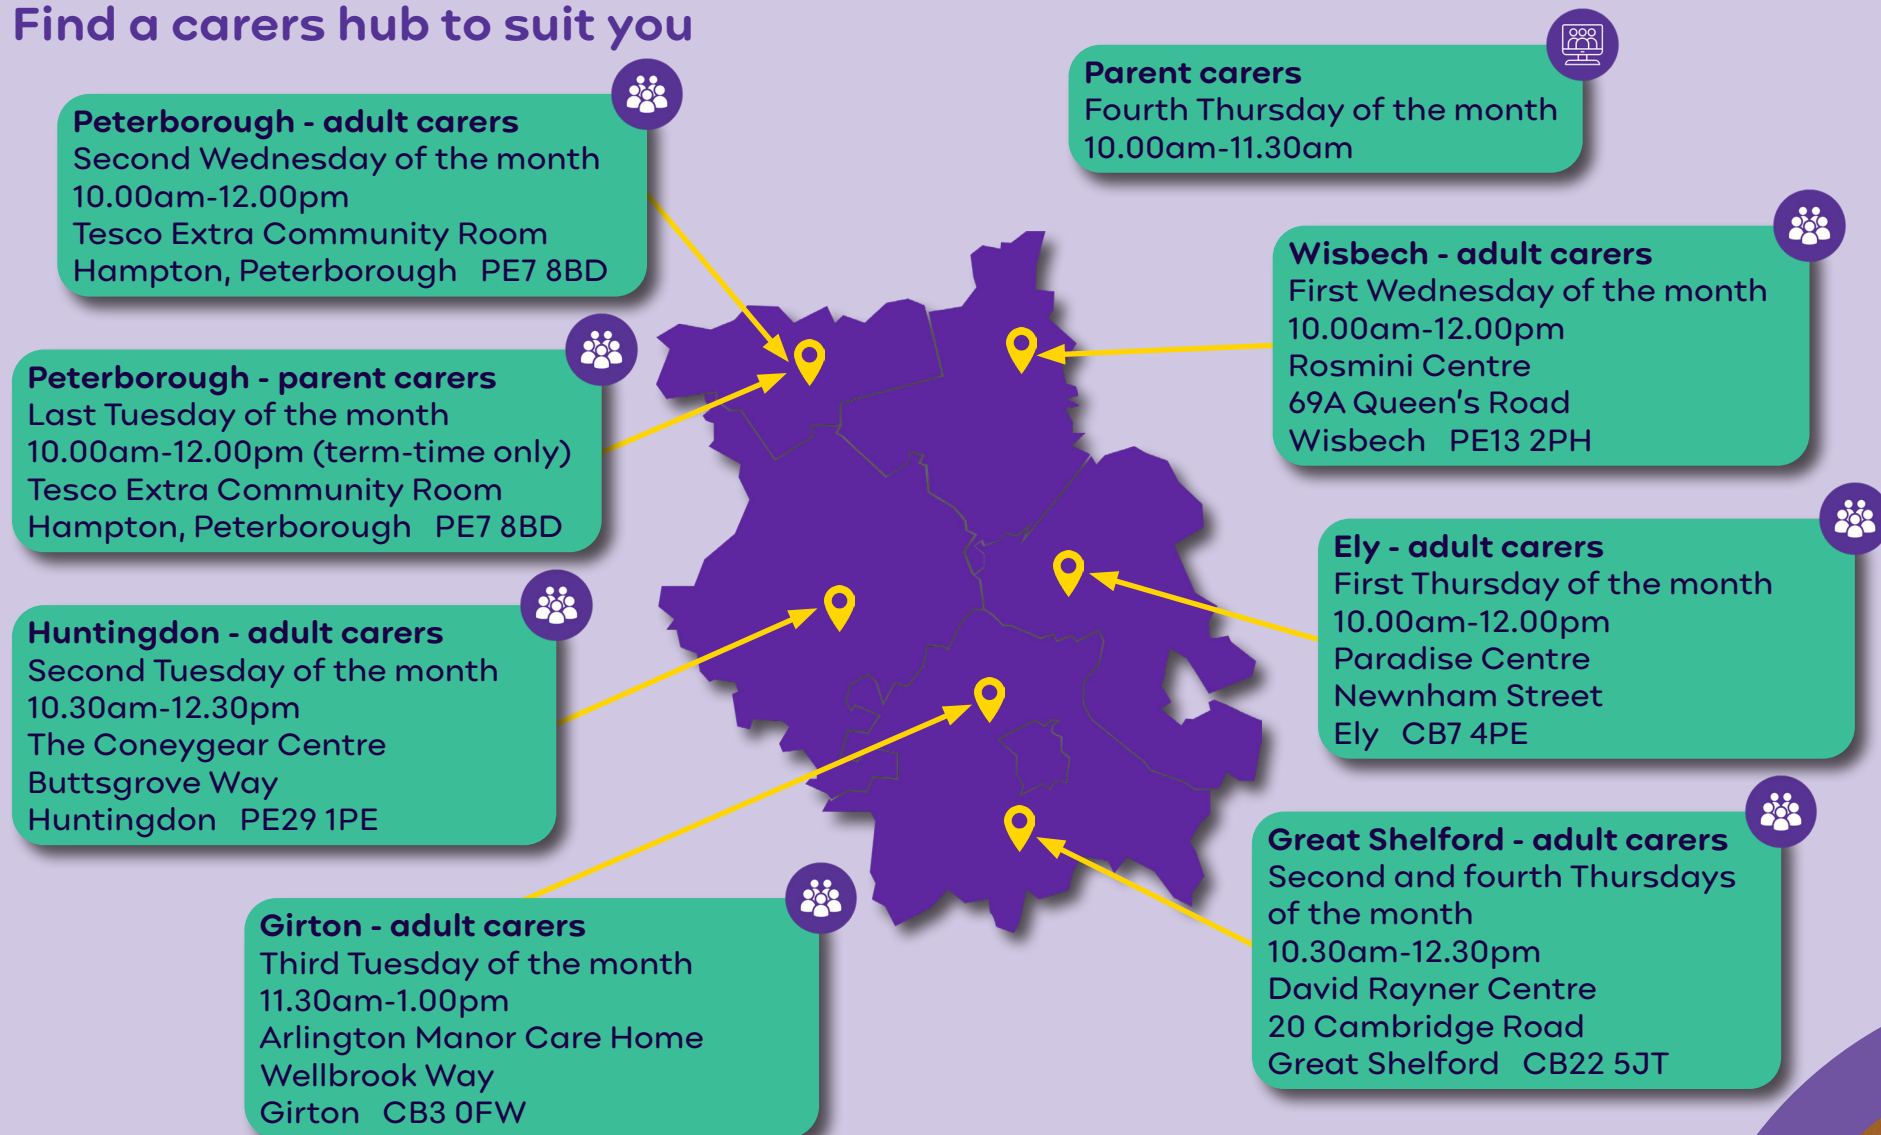 Find a carers hub to suit you
Peterborough - adult carers
Second Wednesday of the month
10.00am-12.00pm
Tesco Extra Community Room
Hampton, Peterborough PE7 8BD
Peterborough - parent carers
Last Tuesday of the month
10.00am-12.00pm (term-time only)
Tesco Extra Community Room
Hampton, Peterborough PE7 8BD
Huntingdon - adult carers
Second Tuesday of the month
10.30am-12.30pm
The Coneygear Centre
Buttsgrove Way
Huntingdon PE29 1PE
Girton - adult carers
Third Tuesday of the month
11.30am-1.00pm
Arlington Manor Care Home
Wellbrook Way
Girton CB3 0FW
Parent carers
Fourth Thursday of the month
10.00am-11.30am
Wisbech - adult carers
First Wednesday of the month
10.00am-12.00pm
Rosmini Centre
69A Queen's Road
Wisbech PE13 2PH
Ely - adult carers
First Thursday of the month
10.00am-12.00pm
Paradise Centre
Newnham Street
Ely CB7 4PE
Great Shelford - adult carers
Second and fourth Thursdays
of the month
10.30am-12.30pm
David Rayner Centre
20 Cambridge Road
Great Shelford CB22 5JT